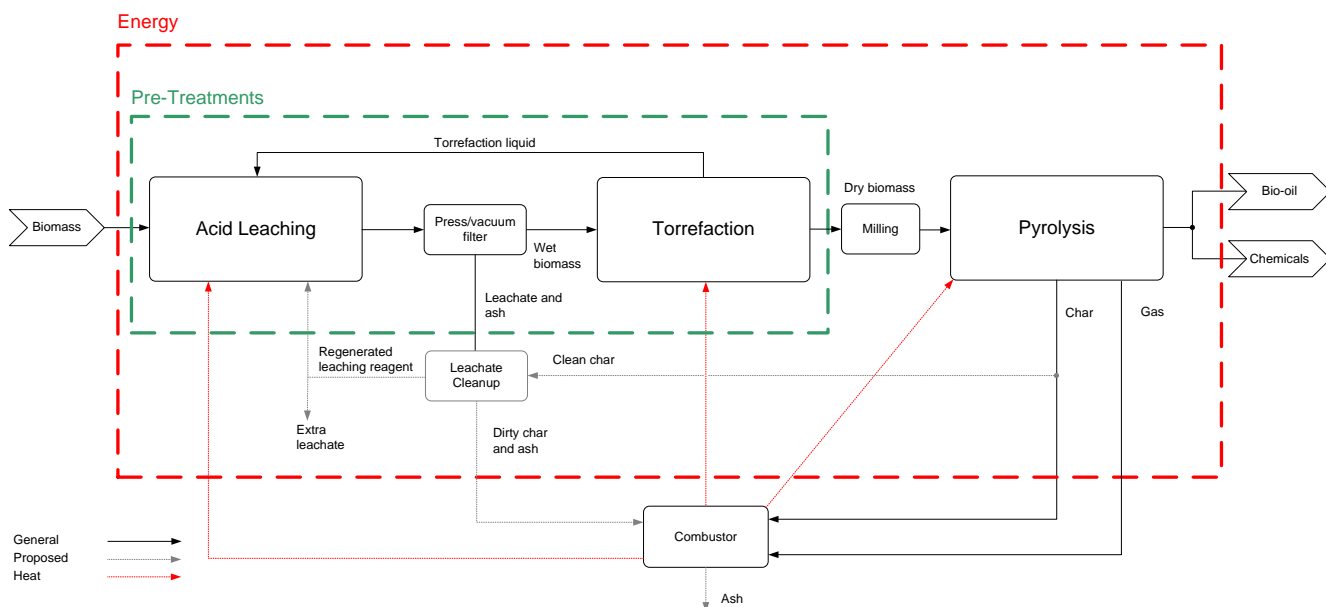 Energy
Pre-Treatments
Torrefaction liquid
Biomass
Acid Leaching
Press/vacuum
filter
Wet
biomass
Torrefaction
Dry biomass
Milling
Pyrolysis
Bio-oil
Chemicals
Leachate and
ash
Char
Gas
Regenerated
leaching reagent
Leachate
Cleanup
Clean char
Extra
leachate
Dirty char
and ash
Combustor
Ash
General
Proposed
Heat